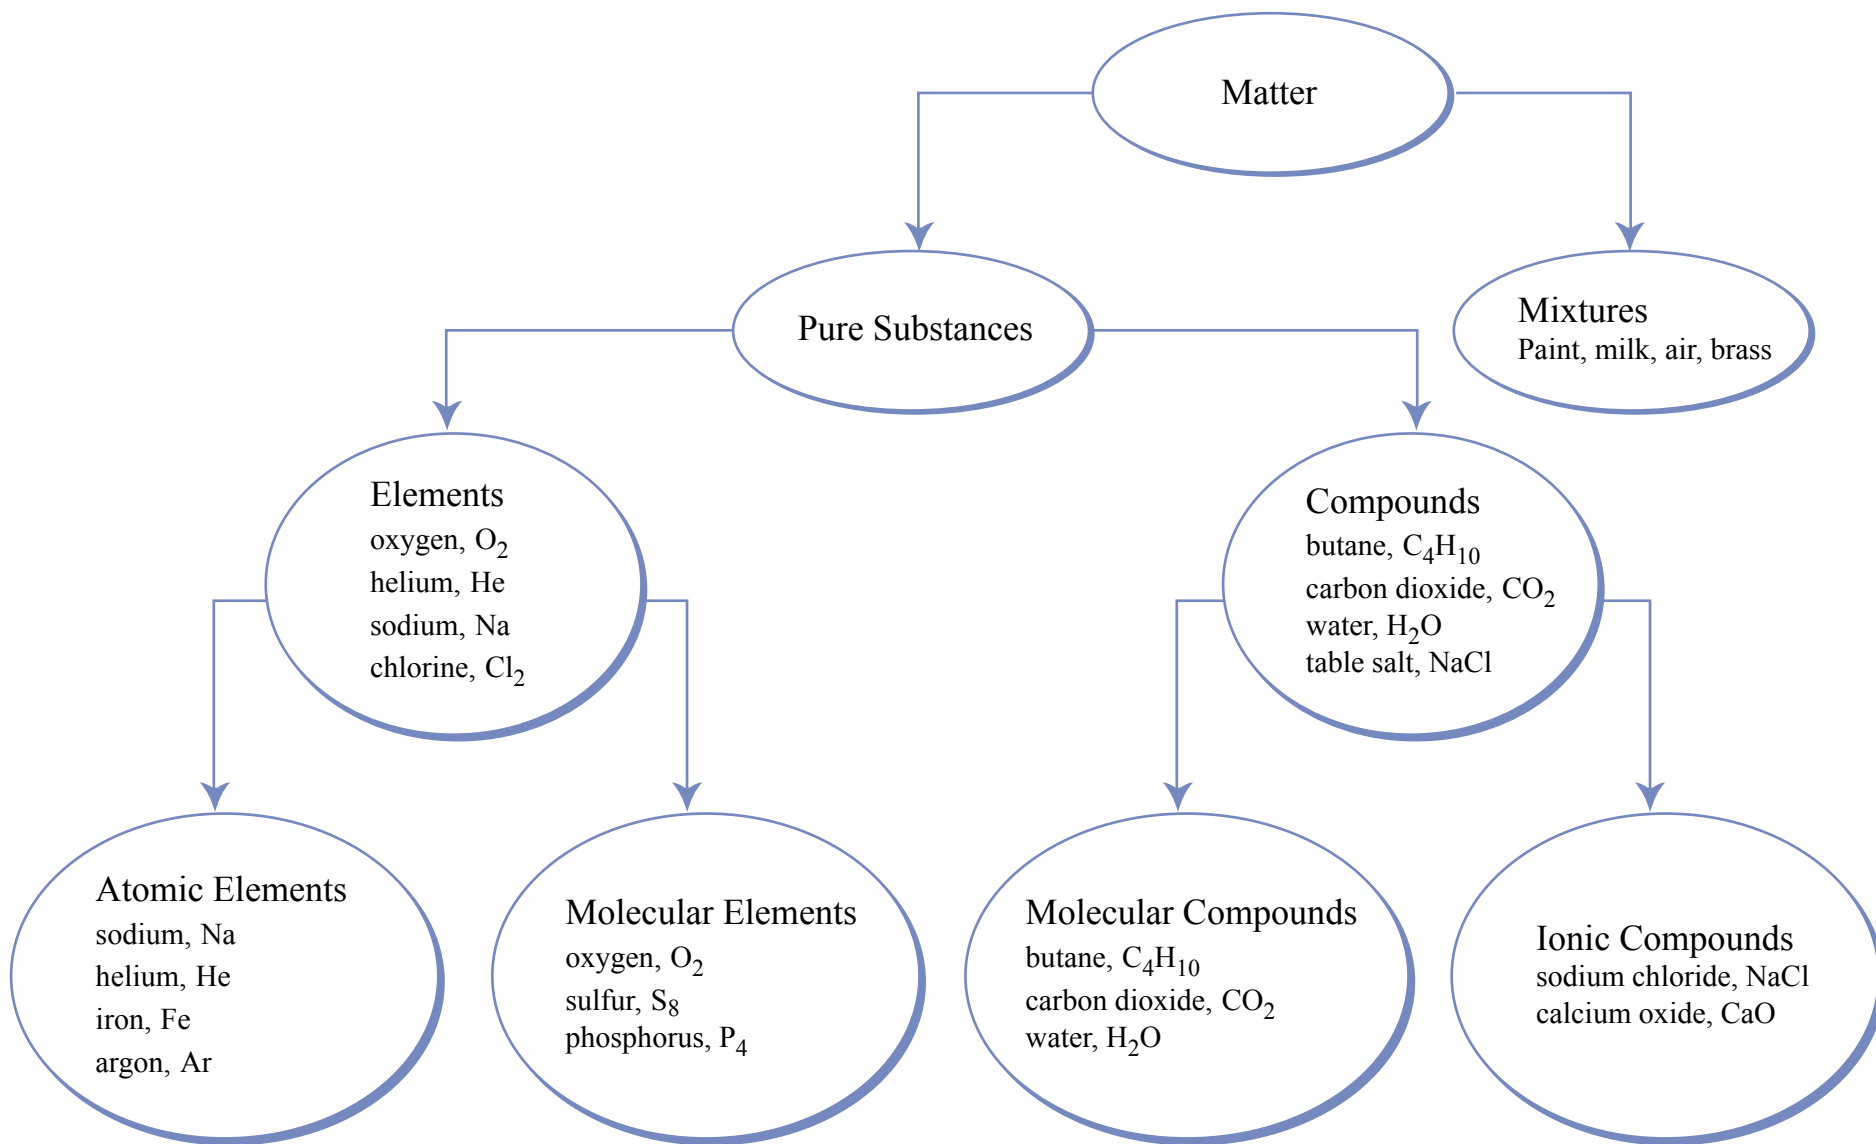 Matter
Pure Substances
Mixtures
Paint, milk, air, brass
Elements
oxygen, O₂
helium, He
sodium, Na
chlorine, Cl₂
Compounds
butane, C₄H₁₀
carbon dioxide, CO₂
water, H₂O
table salt, NaCl
Atomic Elements
sodium, Na
helium, He
iron, Fe
argon, Ar
Molecular Elements
oxygen, O₂
sulfur, S₈
phosphorus, P₄
Molecular Compounds
butane, C₄H₁₀
carbon dioxide, CO₂
water, H₂O
Ionic Compounds
sodium chloride, NaCl
calcium oxide, CaO